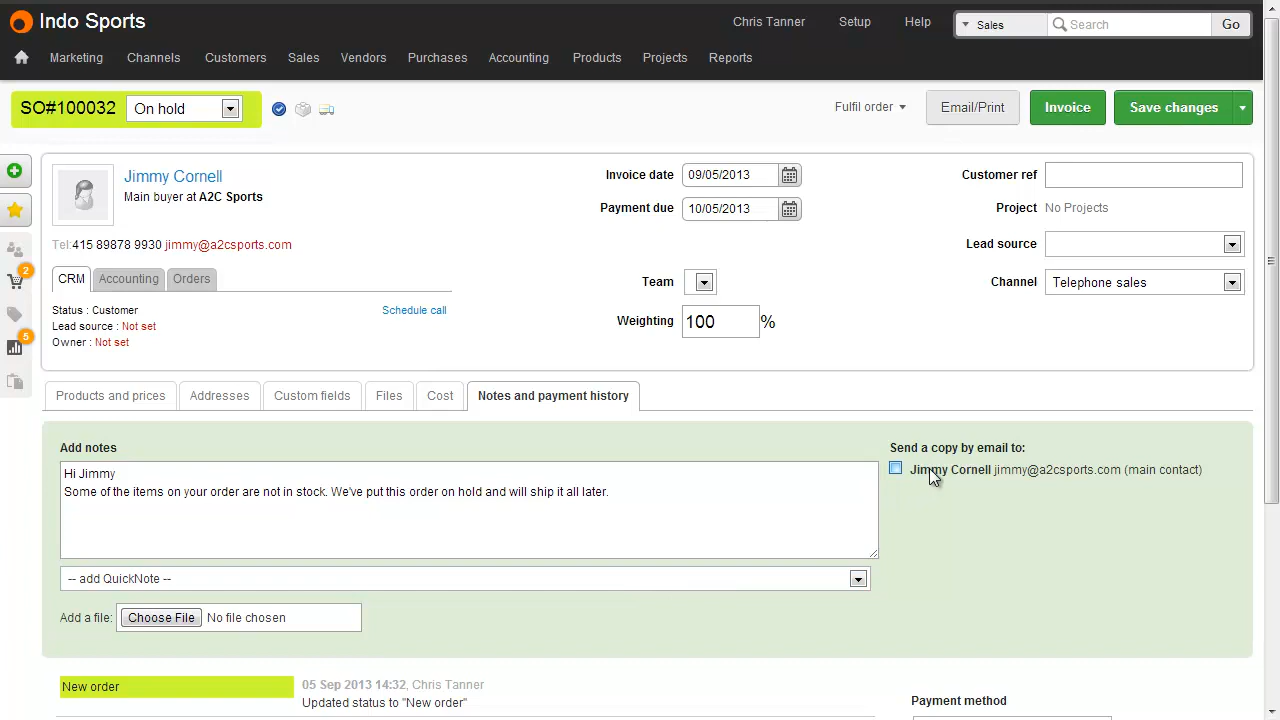 Indo Sports
Chris Tanner
Setup
Help
Sales
Search
Go
Marketing
Channels
Customers
Sales
Vendors
Purchases
Accounting
Products
Projects
Reports
SO#100032
On hold
Fulfil order
Email/Print
Invoice
Save changes
Jimmy Cornell
Main buyer at A2C Sports
Tel:415 89878 9930 jimmy@a2csports.com
CRM
Accounting
Orders
Status : Customer
Schedule call
Lead source : Not set
Owner : Not set
Invoice date
09/05/2013
Payment due
10/05/2013
Team
Weighting
100
%
Customer ref
Project
No Projects
Lead source
Channel
Telephone sales
2
5
Products and prices
Addresses
Custom fields
Files
Cost
Notes and payment history
Add notes
Hi Jimmy
Some of the items on your order are not in stock. We've put this order on hold and will ship it all later.
-- add QuickNote --
Add a file:
Choose File
No file chosen
Send a copy by email to:
Jimmy Cornell jimmy@a2csports.com (main contact)
New order
05 Sep 2013 14:32, Chris Tanner
Updated status to "New order"
Payment method